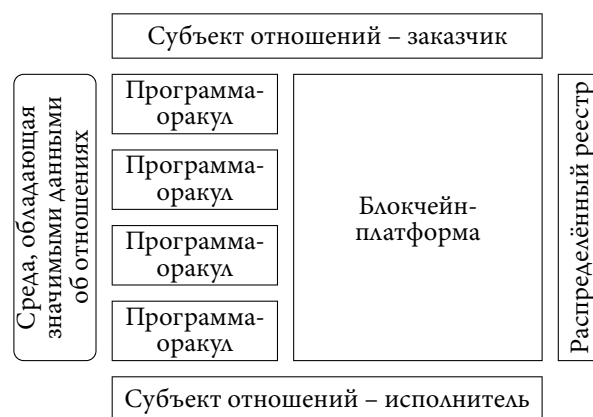 Субъект отношений – заказчик
Среда, обладающая
значимыми данными
об отношениях
Программа-
оракул
Программа-
оракул
Программа-
оракул
Программа-
оракул
Блокчейн-
платформа
Распределённый реестр
Субъект отношений – исполнитель